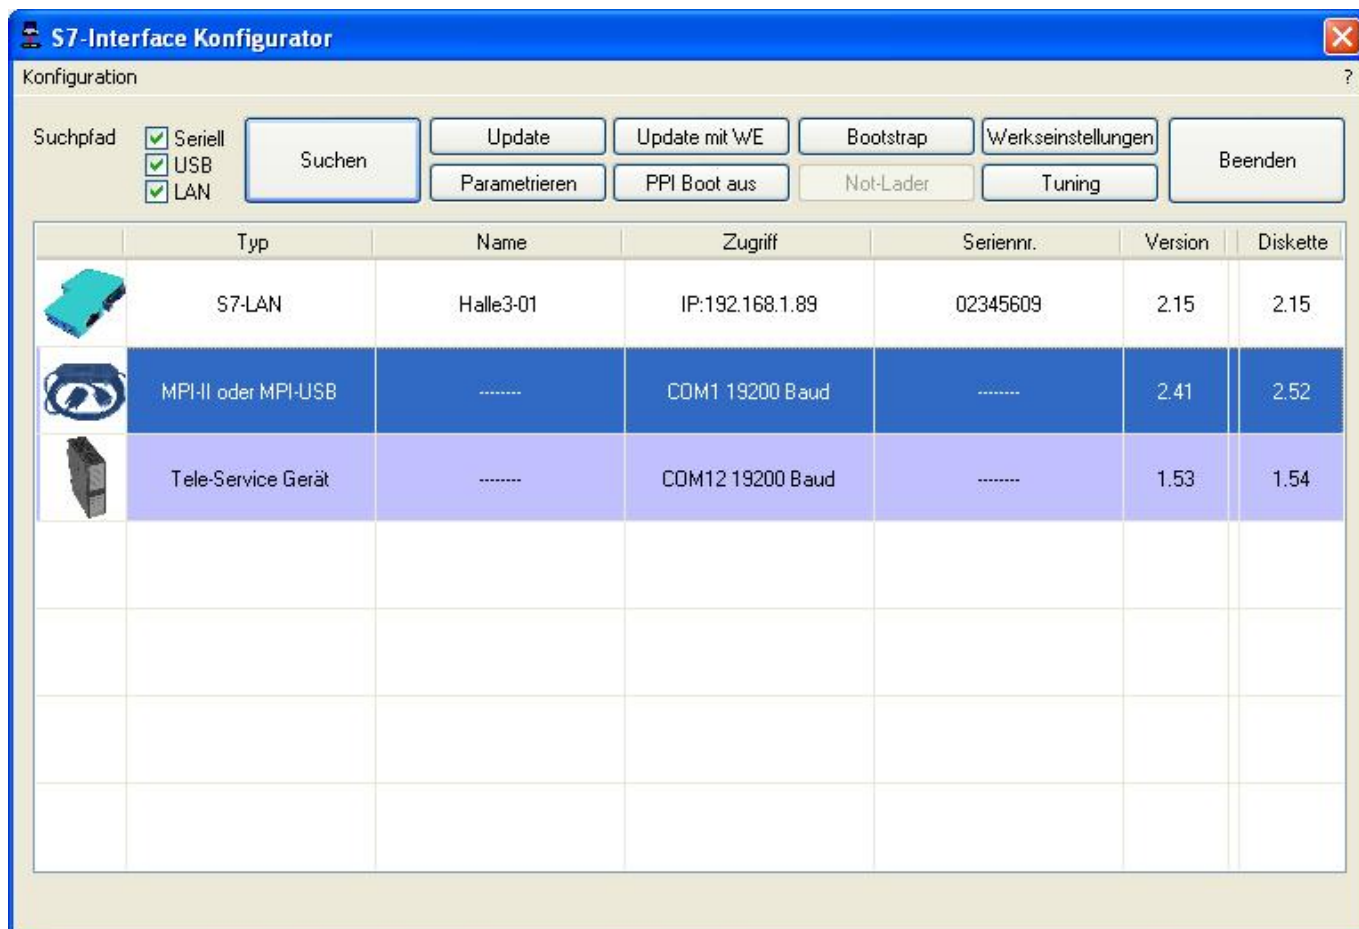 S7-Interface Konfigurator
Konfiguration ?
Suchpfad
Seriell
USB
LAN
Suchen
Update Update mit WE Bootstrap Werkseinstellungen
Parametrieren PPI Boot aus Not-Lader Tuning
Beenden
Typ Name Zugriff Seriennr. Version Diskette
S7-LAN Halle3-01 IP:192.168.1.89 02345609 2.15 2.15
MPI-II oder MPI-USB -------- COM1 19200 Baud -------- 2.41 2.52
Tele-Service Gerät -------- COM12 19200 Baud -------- 1.53 1.54